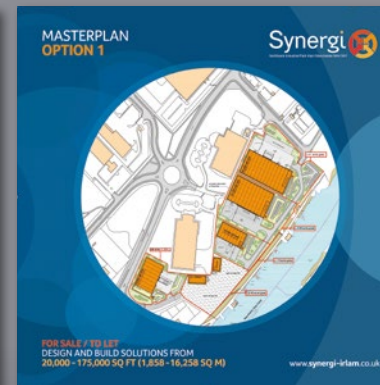 MASTERPLAN
OPTION 1
Synergi
FOR SALE / TO LET
DESIGN AND BUILD SOLUTIONS FROM
20,000–175,000 SQ FT (1,858–16,258 SQ M)
www.synergi-irlam.co.uk